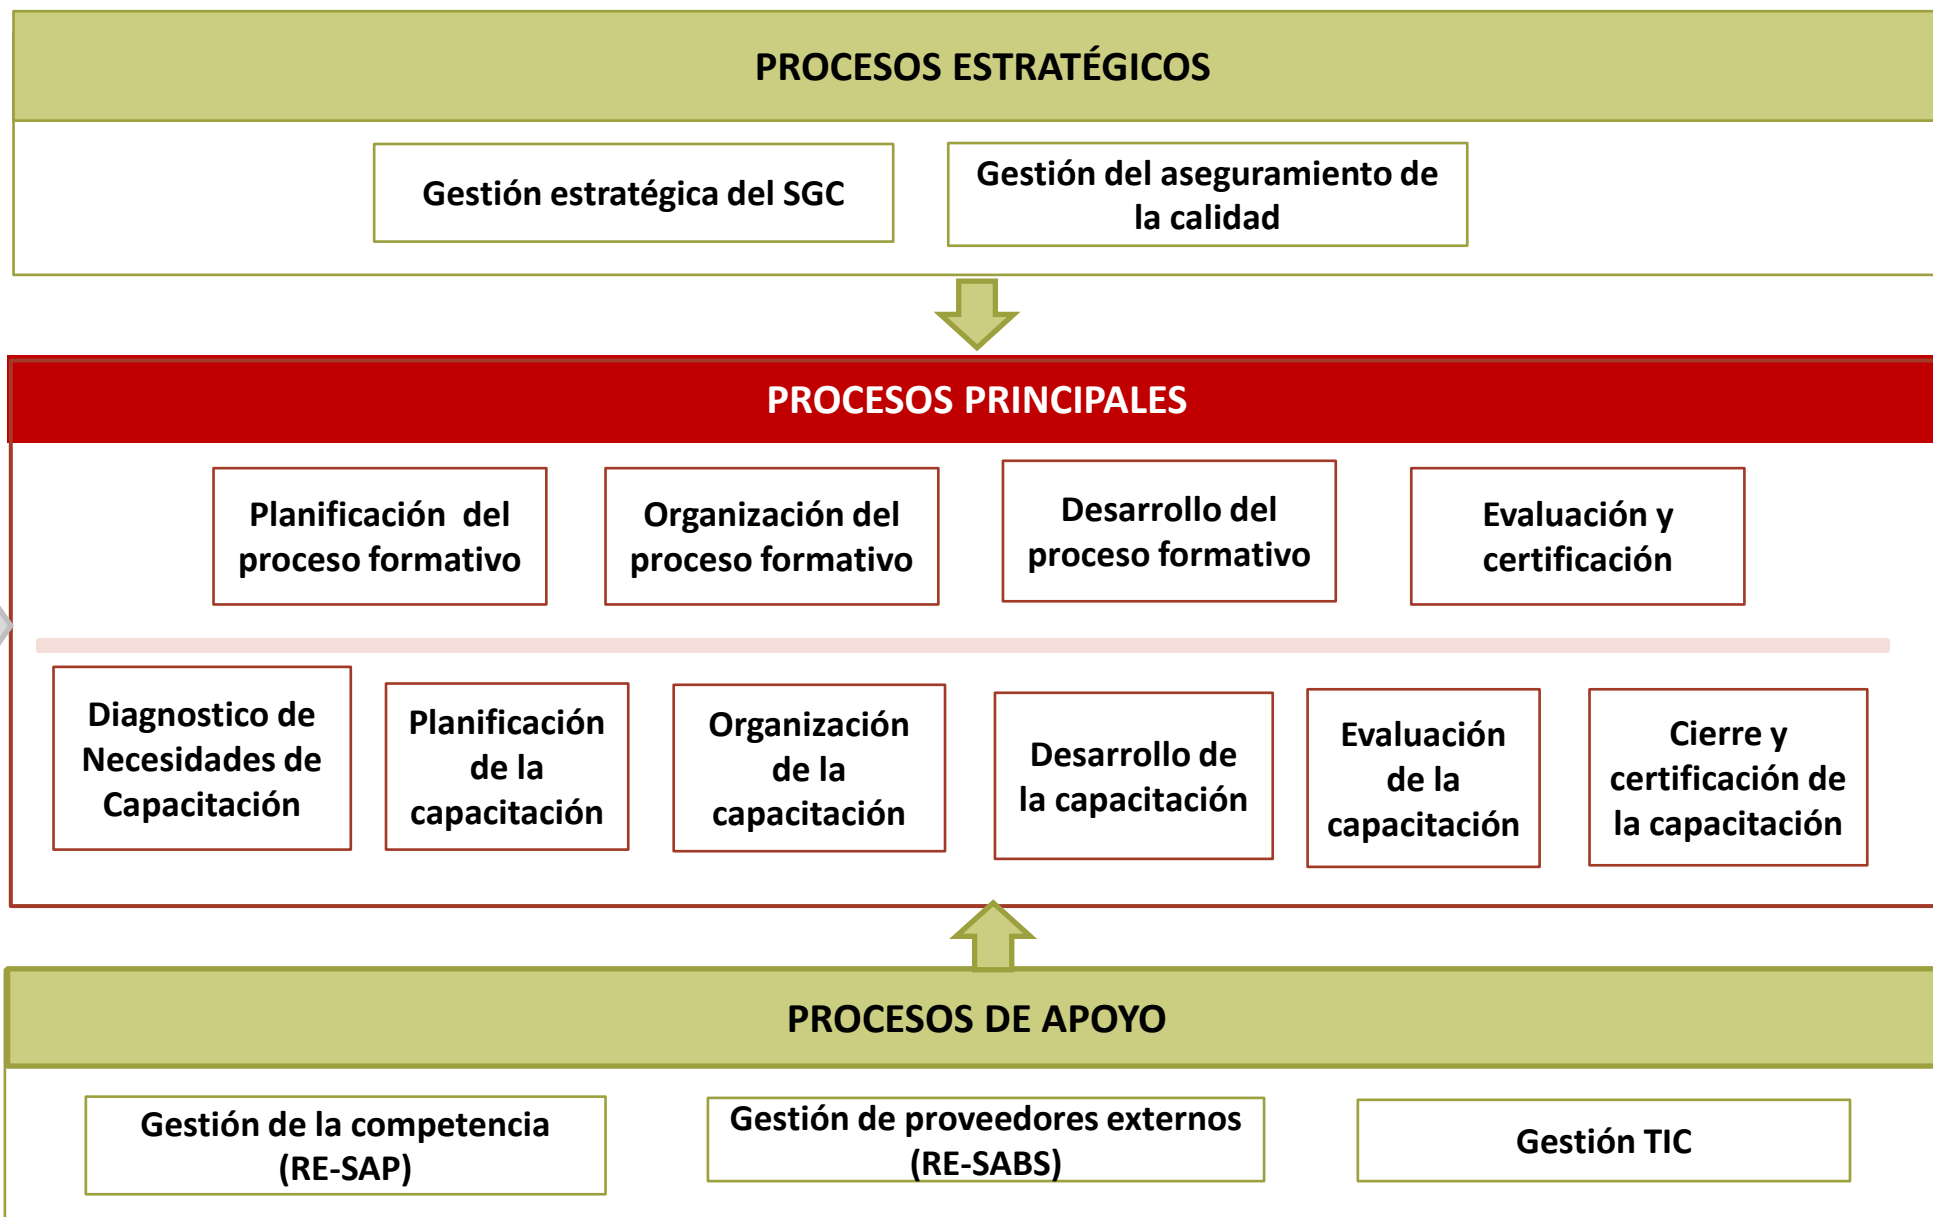 PROCESOS ESTRATÉGICOS
Gestión estratégica del SGC
Gestión del aseguramiento de
la calidad
PROCESOS PRINCIPALES
Planificación del
proceso formativo
Organización del
proceso formativo
Desarrollo del
proceso formativo
Evaluación y
certificación
Diagnostico de
Necesidades de
Capacitación
Planificación
de la
capacitación
Organización
de la
capacitación
Desarrollo de
la capacitación
Evaluación
de la
capacitación
Cierre y
certificación de
la capacitación
PROCESOS DE APOYO
Gestión de la competencia
(RE-SAP)
Gestión de proveedores externos
(RE-SABS)
Gestión TIC